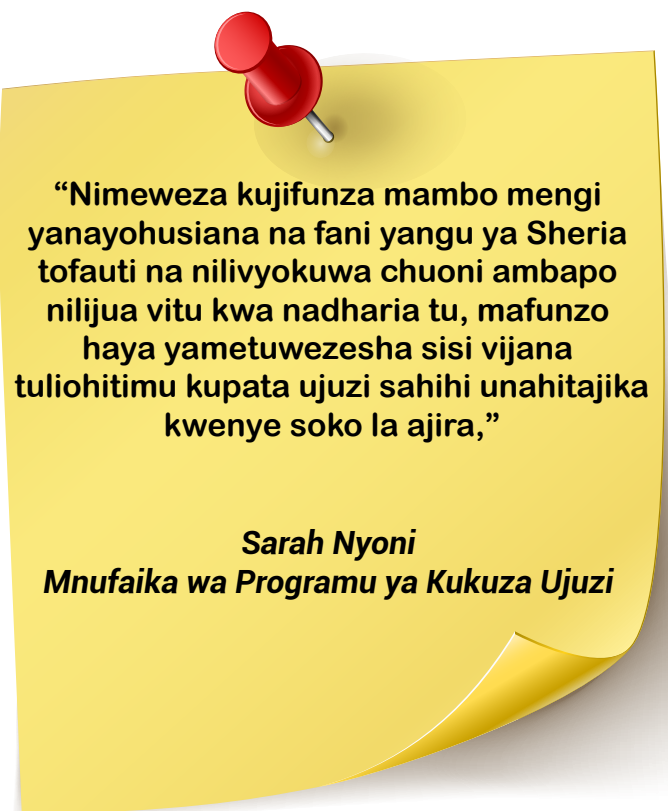 “Nimeweza kujifunza mambo mengi
yanayohusiana na fani yangu ya Sheria
tofauti na nilivyokuwa chuoni ambapo
nilijua vitu kwa nadharia tu, mafunzo
haya yametuwezesha sisi vijana
tuliohitimu kupata ujuzi sahihi unahitajika
kwenye soko la ajira,”
Sarah Nyoni
Mnufaika wa Programu ya Kukuza Ujuzi